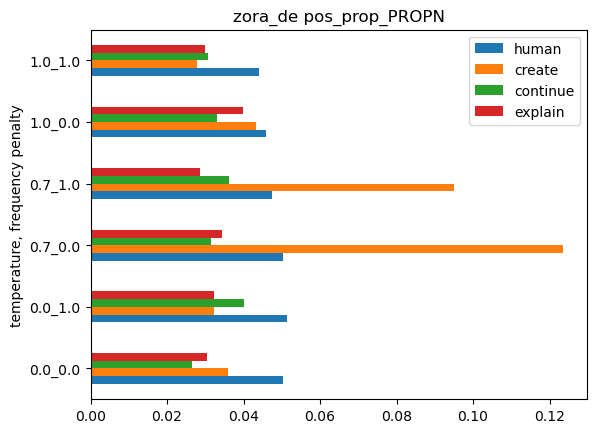 zora_de pos_prop_PROPN
human
create
continue
explain
temperature, frequency penalty
1.0_1.0
1.0_0.0
0.7_1.0
0.7_0.0
0.0_1.0
0.0_0.0
0.00 0.02 0.04 0.06 0.08 0.10 0.12